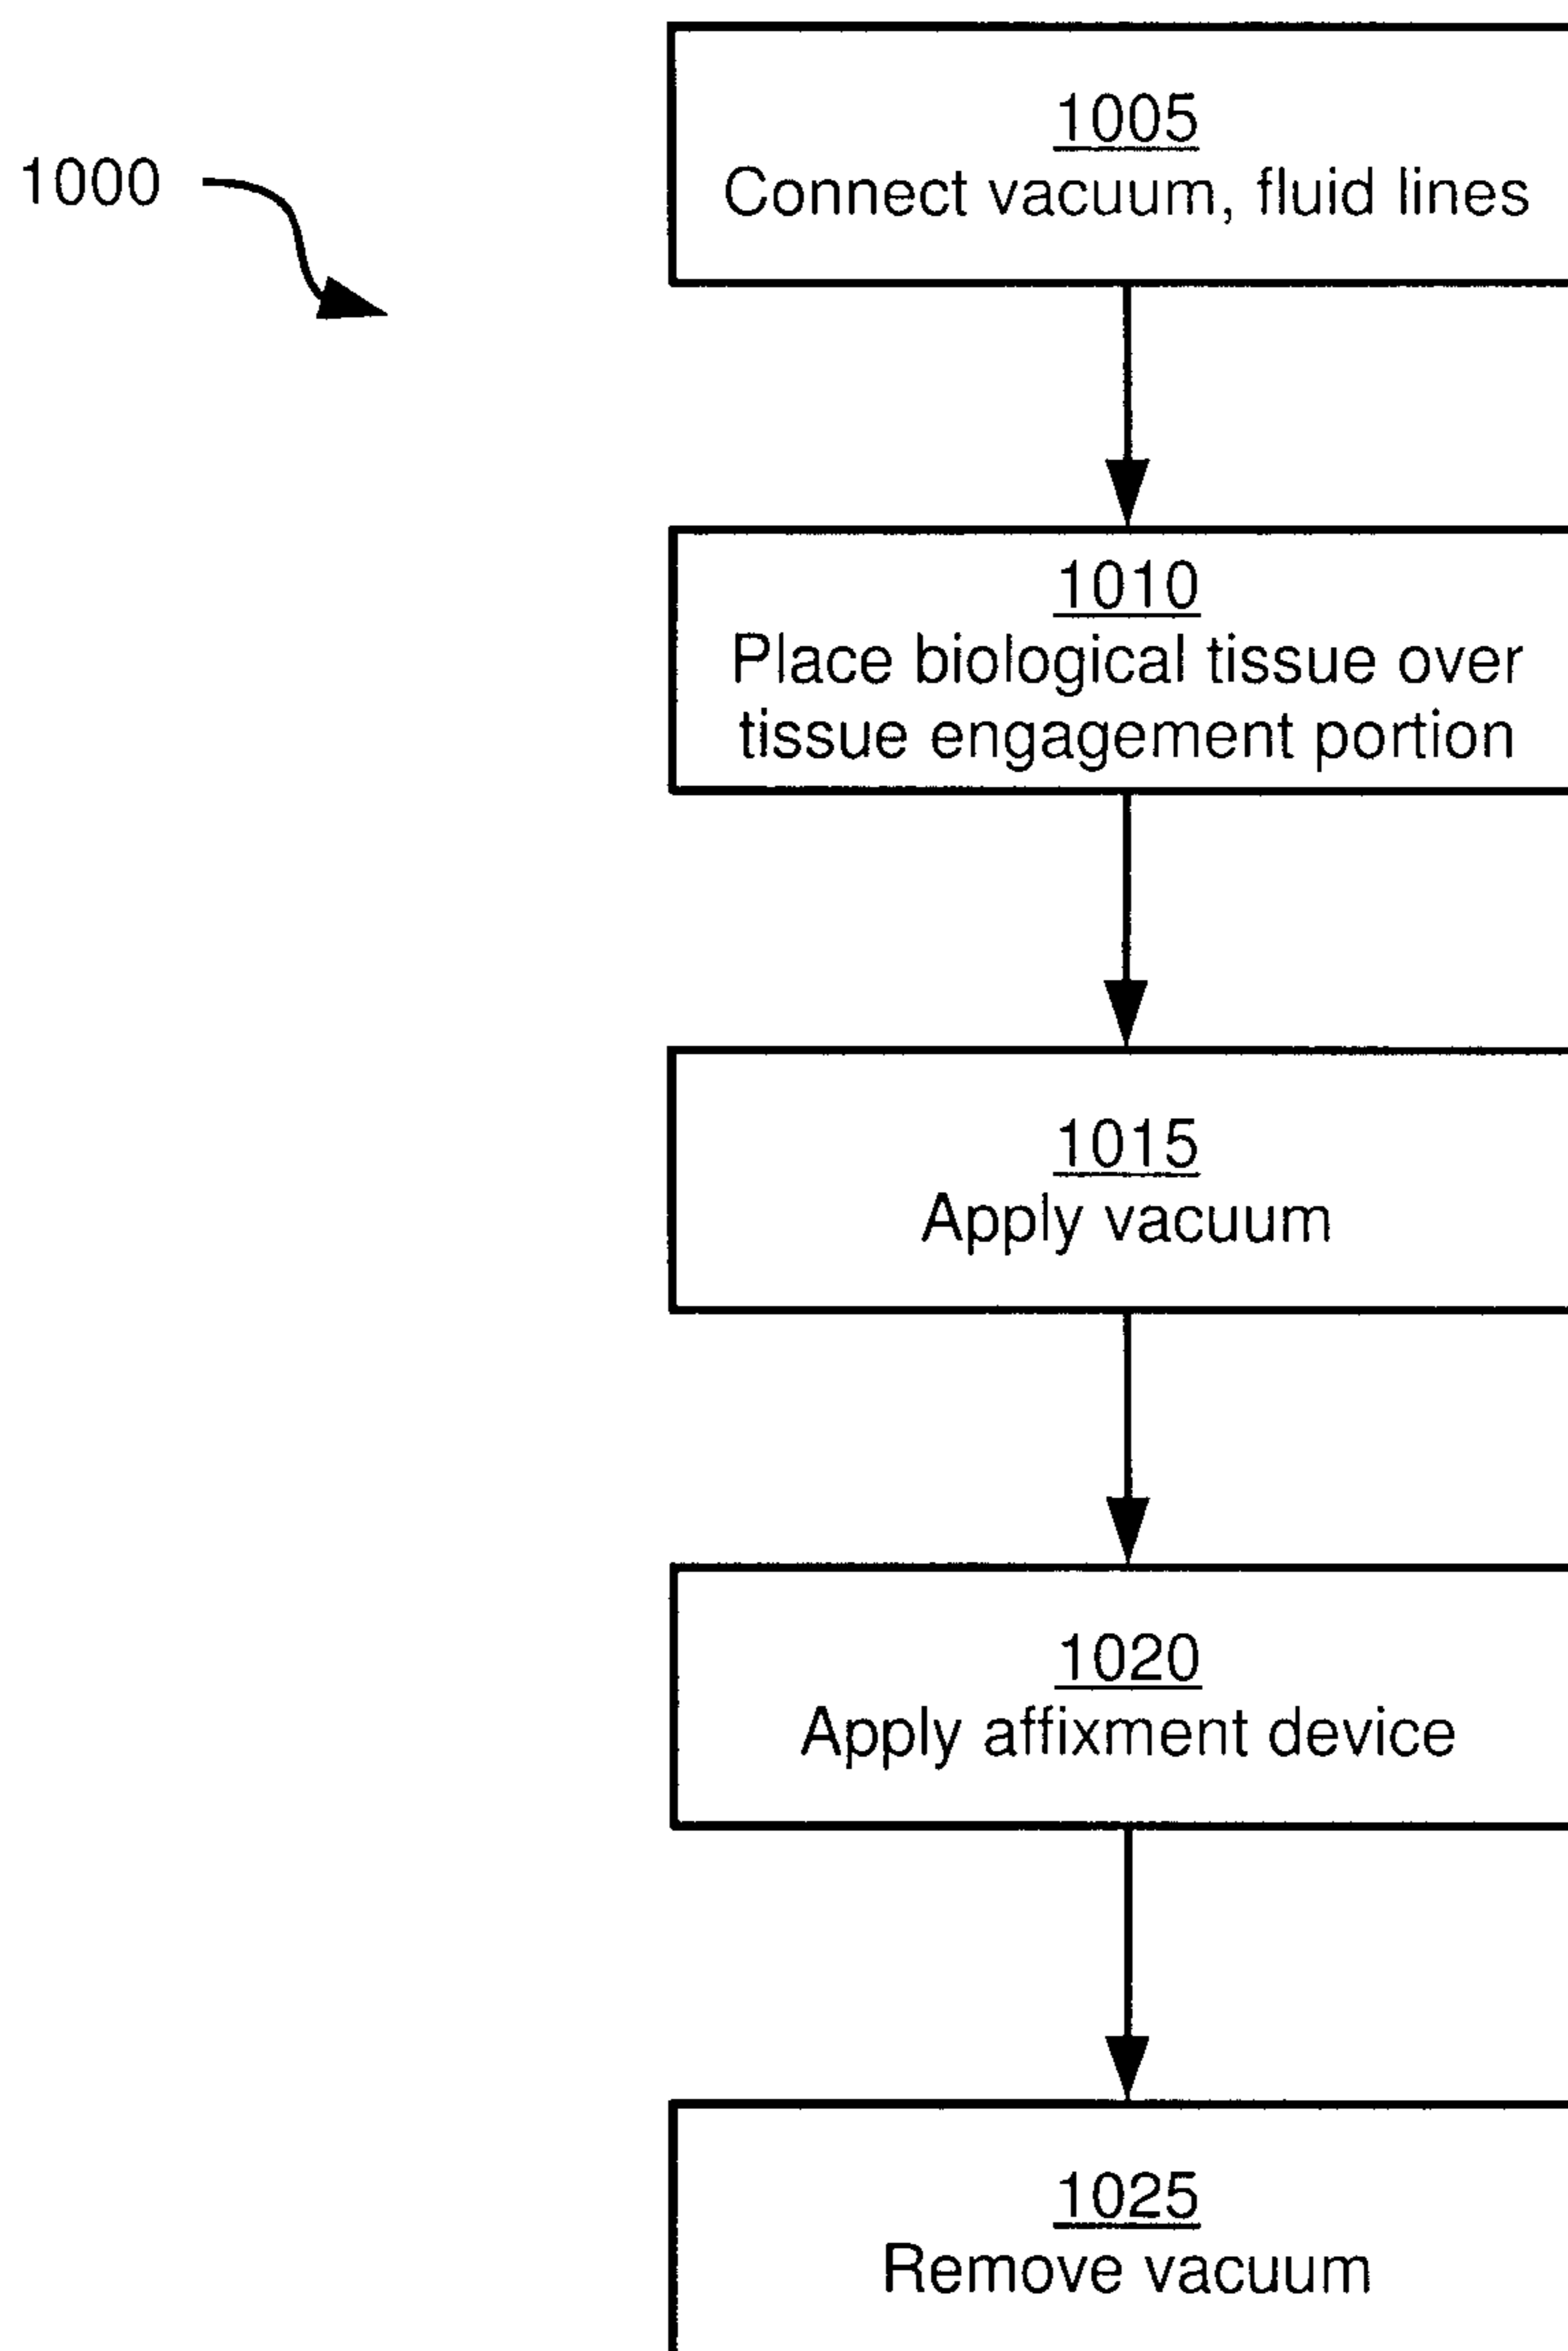 1000
1005
Connect vacuum, fluid lines
1010
Place biological tissue over
tissue engagement portion
1015
Apply vacuum
1020
Apply affixment device
1025
Remove vacuum